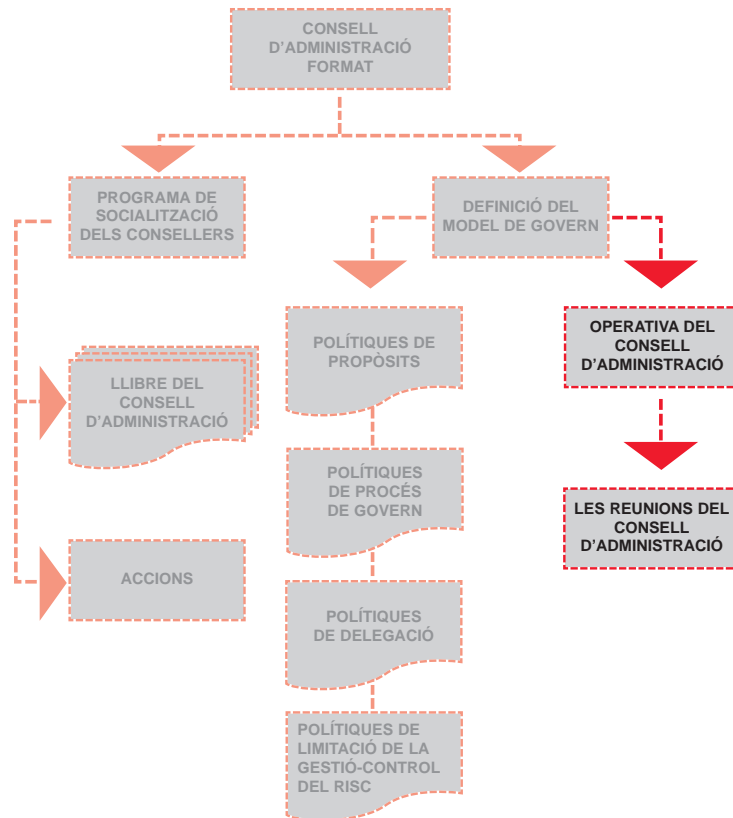 CONSELL
D'ADMINISTRACIÓ
FORMAT
PROGRAMA DE
SOCIALITZACIÓ
DELS CONSELLERS
DEFINIÓ DEL
MODEL DE GOVERN
POLÍTIQUES DE
PROPÒSITS
OPERATIVA DEL
CONSELL
D'ADMINISTRACIÓ
LLIBRE DEL
CONSELL
D'ADMINISTRACIÓ
POLÍTIQUES
DE PROCÉS
DE GOVERN
LES REUNIONS DEL
CONSELL
D'ADMINISTRACIÓ
ACCIONS
POLÍTIQUES
DE DELEGACIÓ
POLÍTIQUES DE
LIMITACIÓ DE LA
GESTIÓ-CONTROL
DEL RISC